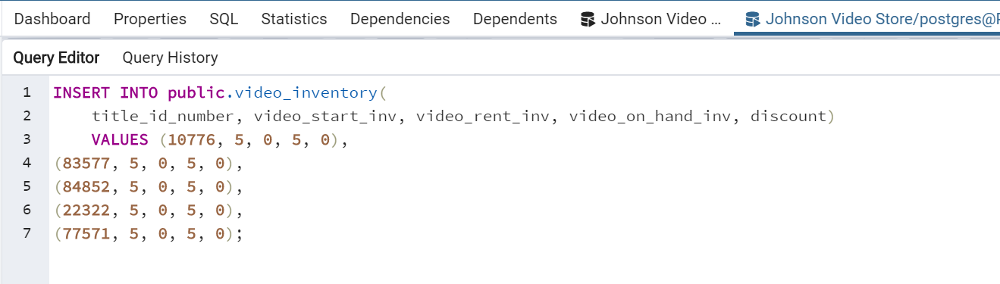 Dashboard Properties SQL Statistics Dependencies Dependents Johnson Video ... Johnson Video Store/postgres@
Query Editor Query History
1 INSERT INTO public.video_inventory(
2 title_id_number, video_start_inv, video_rent_inv, video_on_hand_inv, discount)
3 VALUES (10776, 5, 0, 5, 0),
4 (83577, 5, 0, 5, 0),
5 (84852, 5, 0, 5, 0),
6 (22322, 5, 0, 5, 0),
7 (77571, 5, 0, 5, 0);